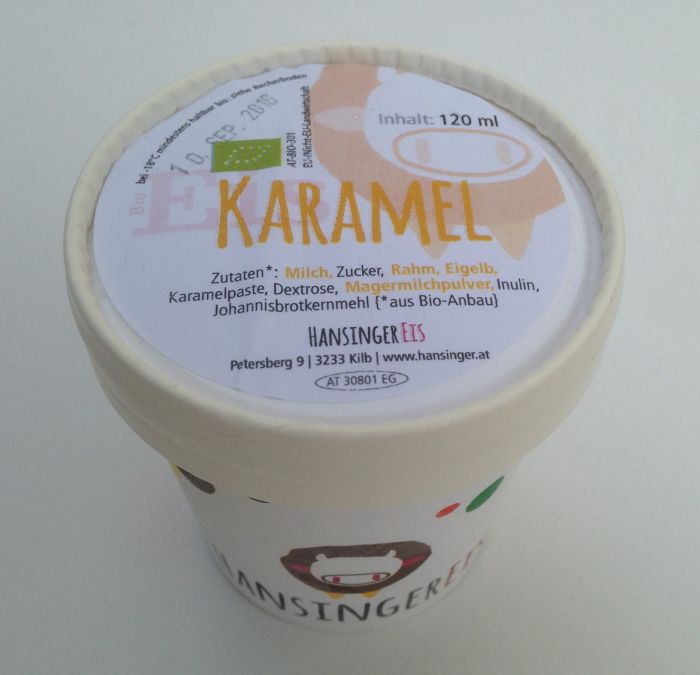 bei -18°C mindestens haltbar bis: siehe Becherboden
10. SEP. 2016
AT-BIO-301
EU-/Nicht-EU-Landwirtschaft
Inhalt: 120 ml
Bio
Eis
KARAMEL
Zutaten*: Milch, Zucker, Rahm, Eigelb,
Karamelpaste, Dextrose, Magermilchpulver, Inulin,
Johannisbrotkernmehl {*aus Bio-Anbau}
HANSINGER EIS
Petersberg 9 | 3233 Kilb | www.hansinger.at
AT 30801 EG
HANSINGEREIS